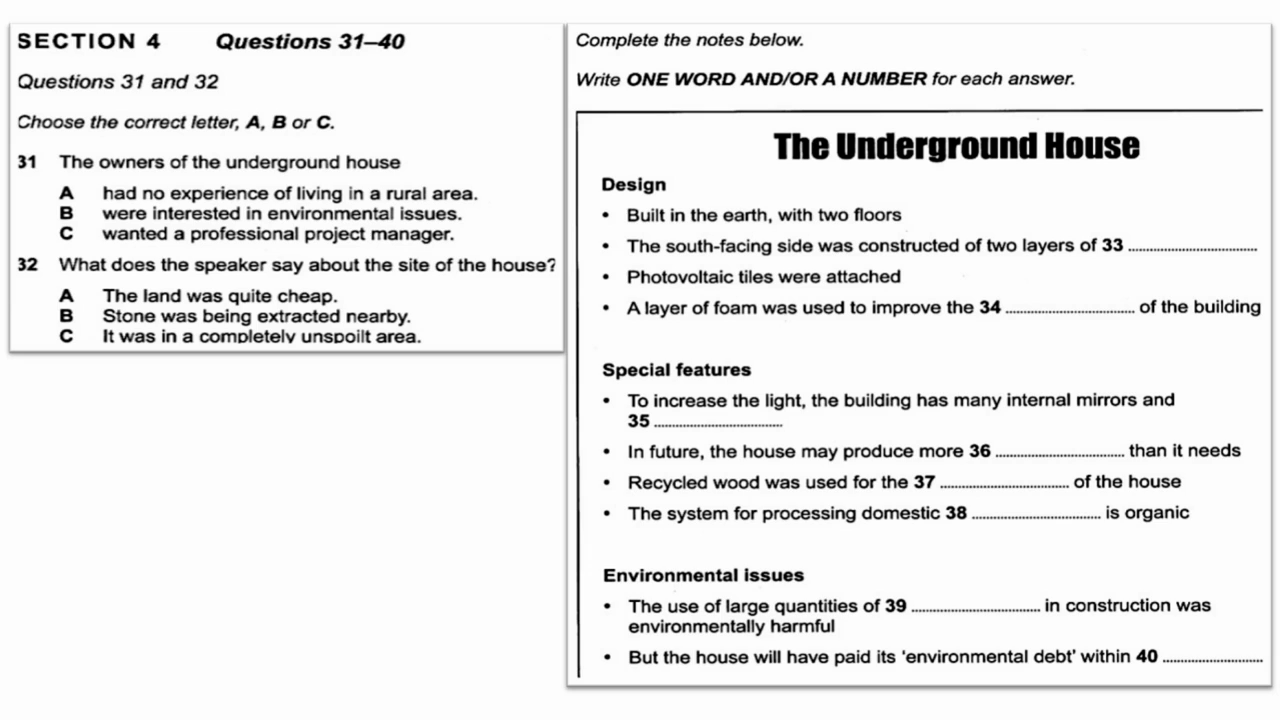 SECTION 4 Questions 31–40
Questions 31 and 32
Choose the correct letter, A, B or C.
31 The owners of the underground house
A had no experience of living in a rural area.
B were interested in environmental issues.
C wanted a professional project manager.
32 What does the speaker say about the site of the house?
A The land was quite cheap.
B Stone was being extracted nearby.
C It was in a completely unspoilt area.
Complete the notes below.
Write ONE WORD AND/OR A NUMBER for each answer.
The Underground House
Design
• Built in the earth, with two floors
• The south-facing side was constructed of two layers of 33 ..............................
• Photovoltaic tiles were attached
• A layer of foam was used to improve the 34 .............................. of the building
Special features
• To increase the light, the building has many internal mirrors and
35 ..............................
• In future, the house may produce more 36 .............................. than it needs
• Recycled wood was used for the 37 .............................. of the house
• The system for processing domestic 38 .............................. is organic
Environmental issues
• The use of large quantities of 39 .............................. in construction was
environmentally harmful
• But the house will have paid its 'environmental debt' within 40 .......................